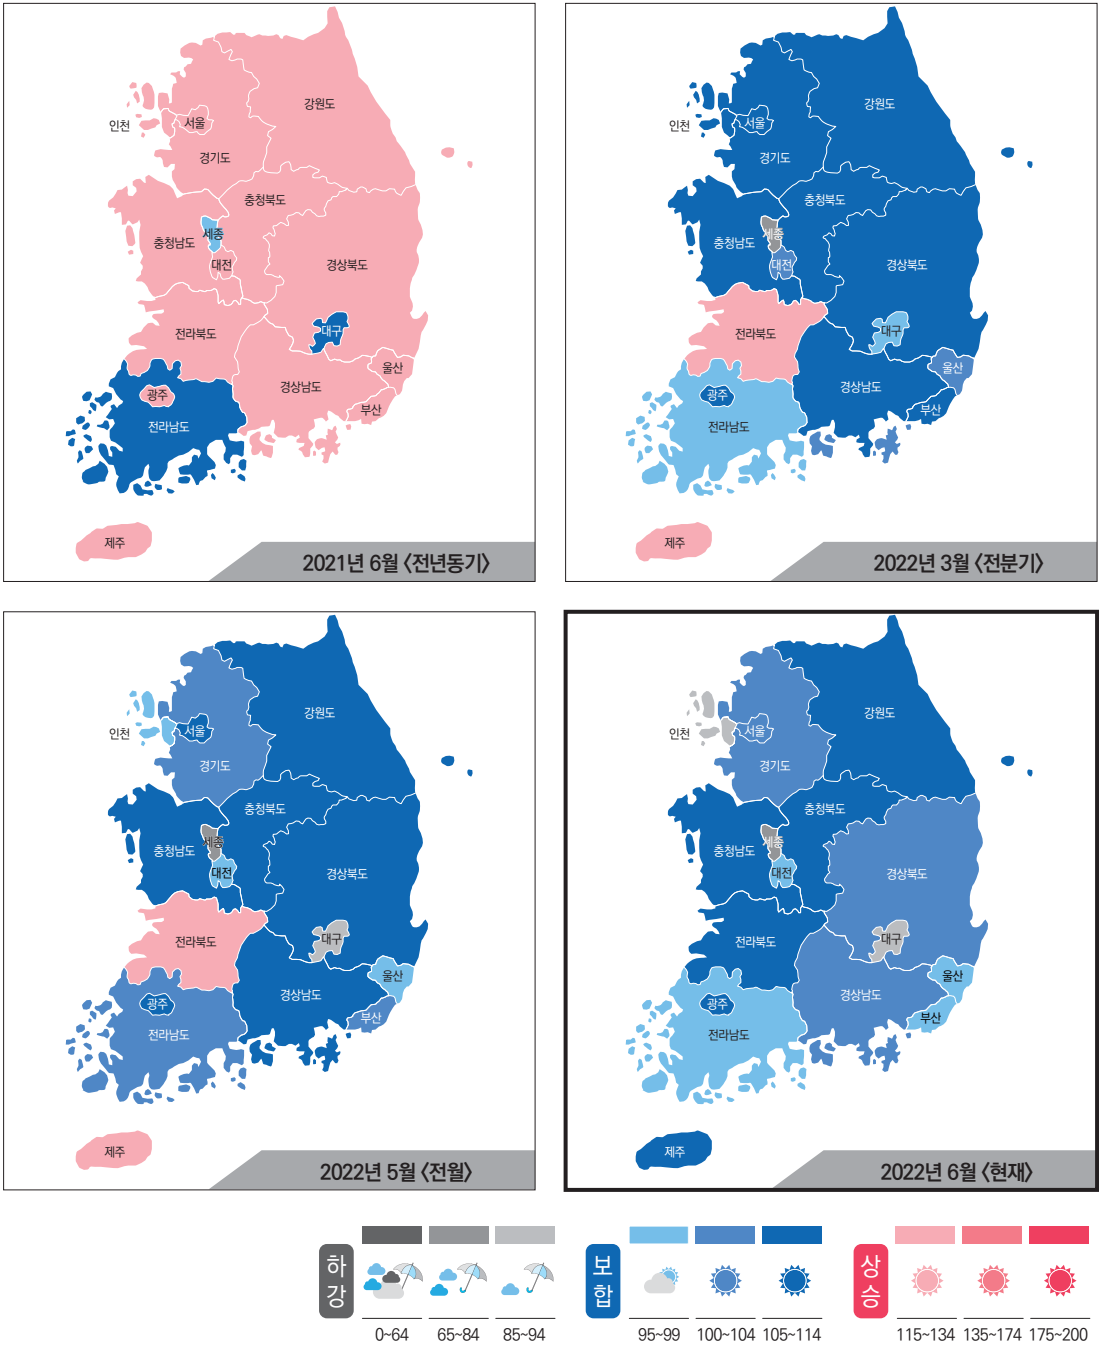 강원도
인천
서울
경기도
충청북도
세종
충청남도
대전
경상북도
전라북도
대구
울산
경상남도
광주
부산
전라남도
제주
2021년 6월 〈전년동기〉
강원도
인천
서울
경기도
충청북도
세종
충청남도
대전
경상북도
전라북도
대구
울산
경상남도
광주
부산
전라남도
제주
2022년 3월 〈전분기〉
강원도
인천
서울
경기도
충청북도
세종
충청남도
대전
경상북도
전라북도
대구
울산
경상남도
광주
부산
전라남도
제주
2022년 5월 〈전월〉
강원도
인천
서울
경기도
충청북도
세종
충청남도
대전
경상북도
전라북도
대구
울산
경상남도
광주
부산
전라남도
제주
2022년 6월 〈현재〉
하강
0~64 65~84 85~94
보합
95~99 100~104 105~114
상승
115~134 135~174 175~200